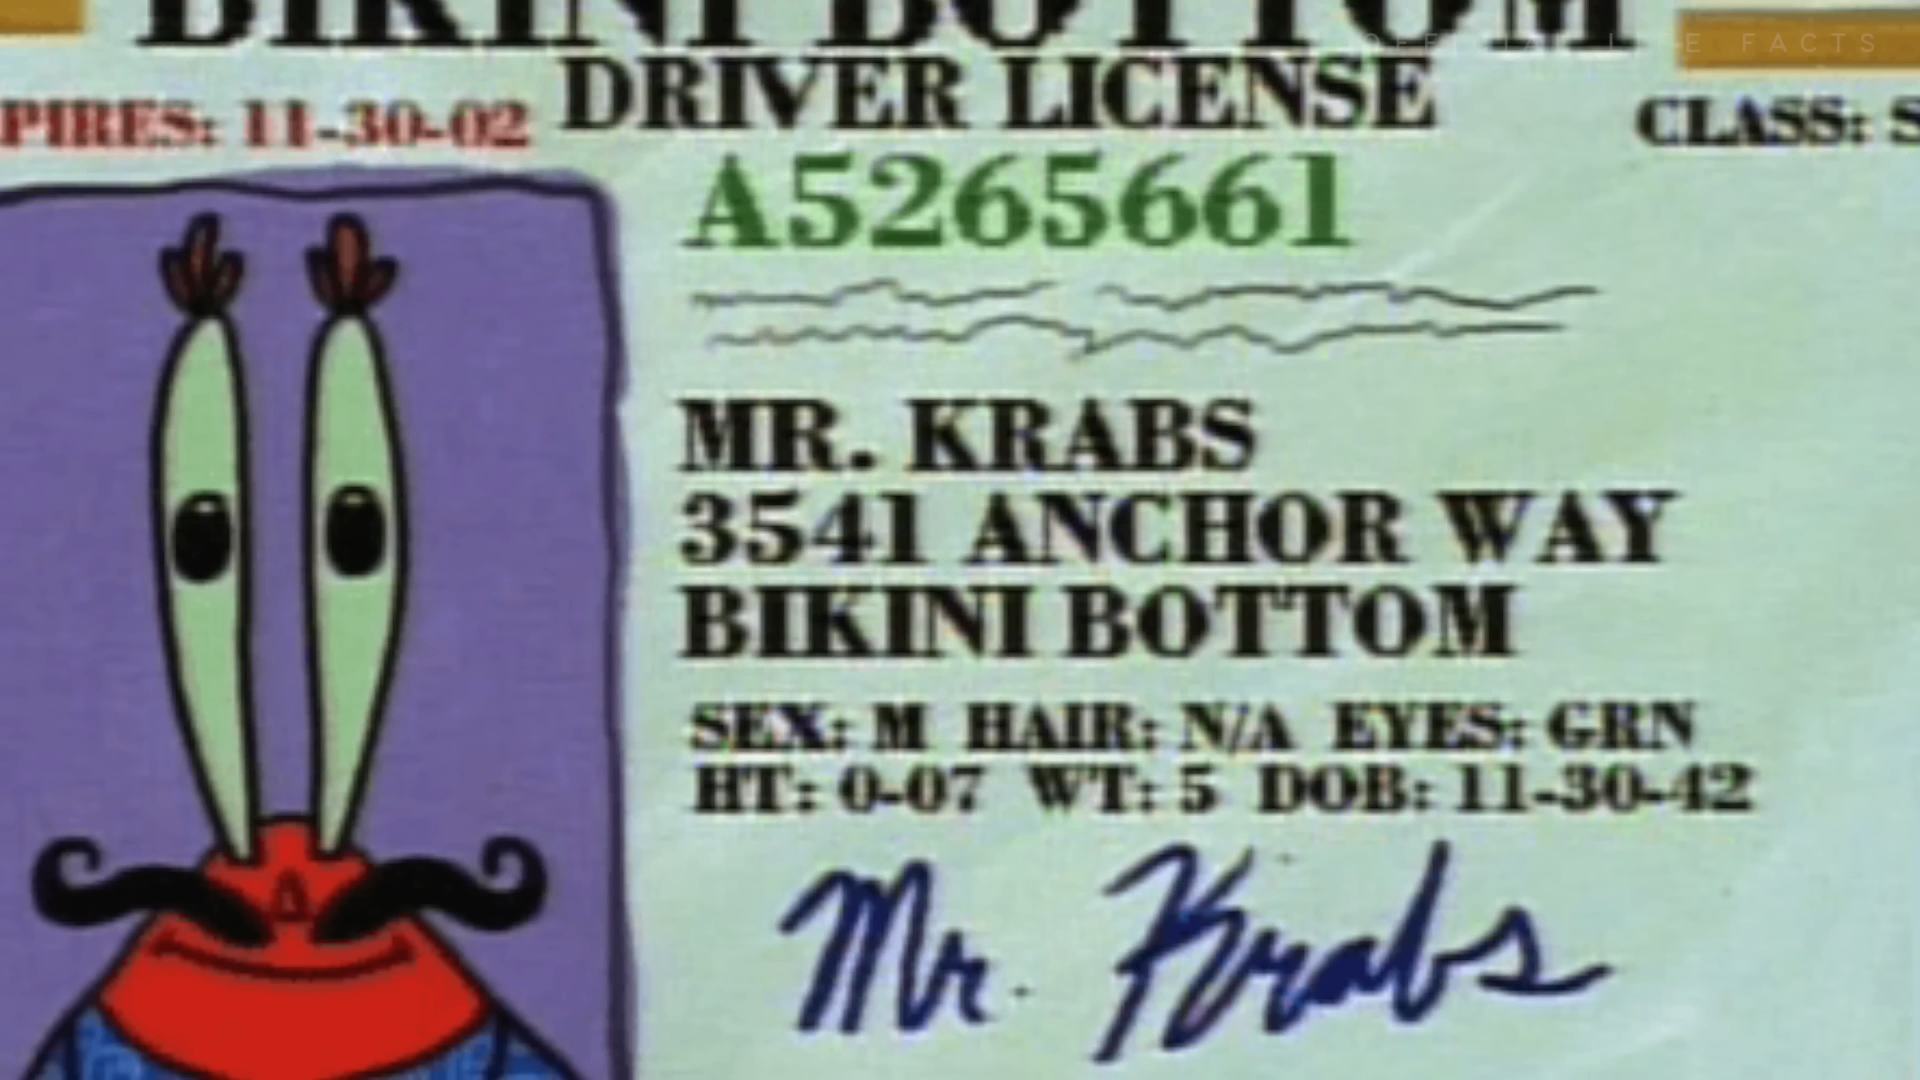 BIKINI BOTTOM
FACTS
DRIVER LICENSE
PIRES: 11-30-02
CLASS: S
A5265661
MR. KRABS
3541 ANCHOR WAY
BIKINI BOTTOM
SEX: M HAIR: N/A EYES: GRN
HT: 0-07 WT: 5 DOB: 11-30-42
Mr. Krabs